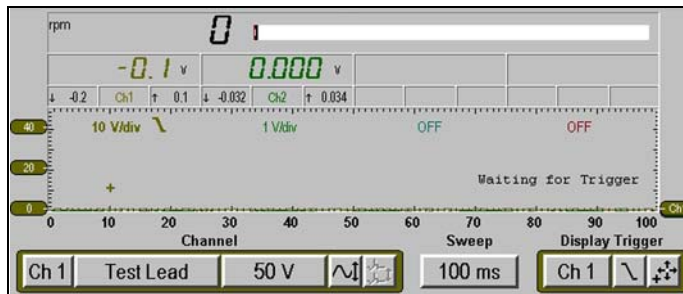 rpm 0
-0.1 v 0.000 v
↓ -0.2 Ch1 ↑ 0.1 ↓ -0.032 Ch2 ↑ 0.034
40 10 V/div 1 V/div OFF OFF
20
Waiting for Trigger
0 Ch
0 10 20 30 40 50 60 70 80 90 100
Channel Sweep Display Trigger
Ch 1 Test Lead 50 V 100 ms Ch 1